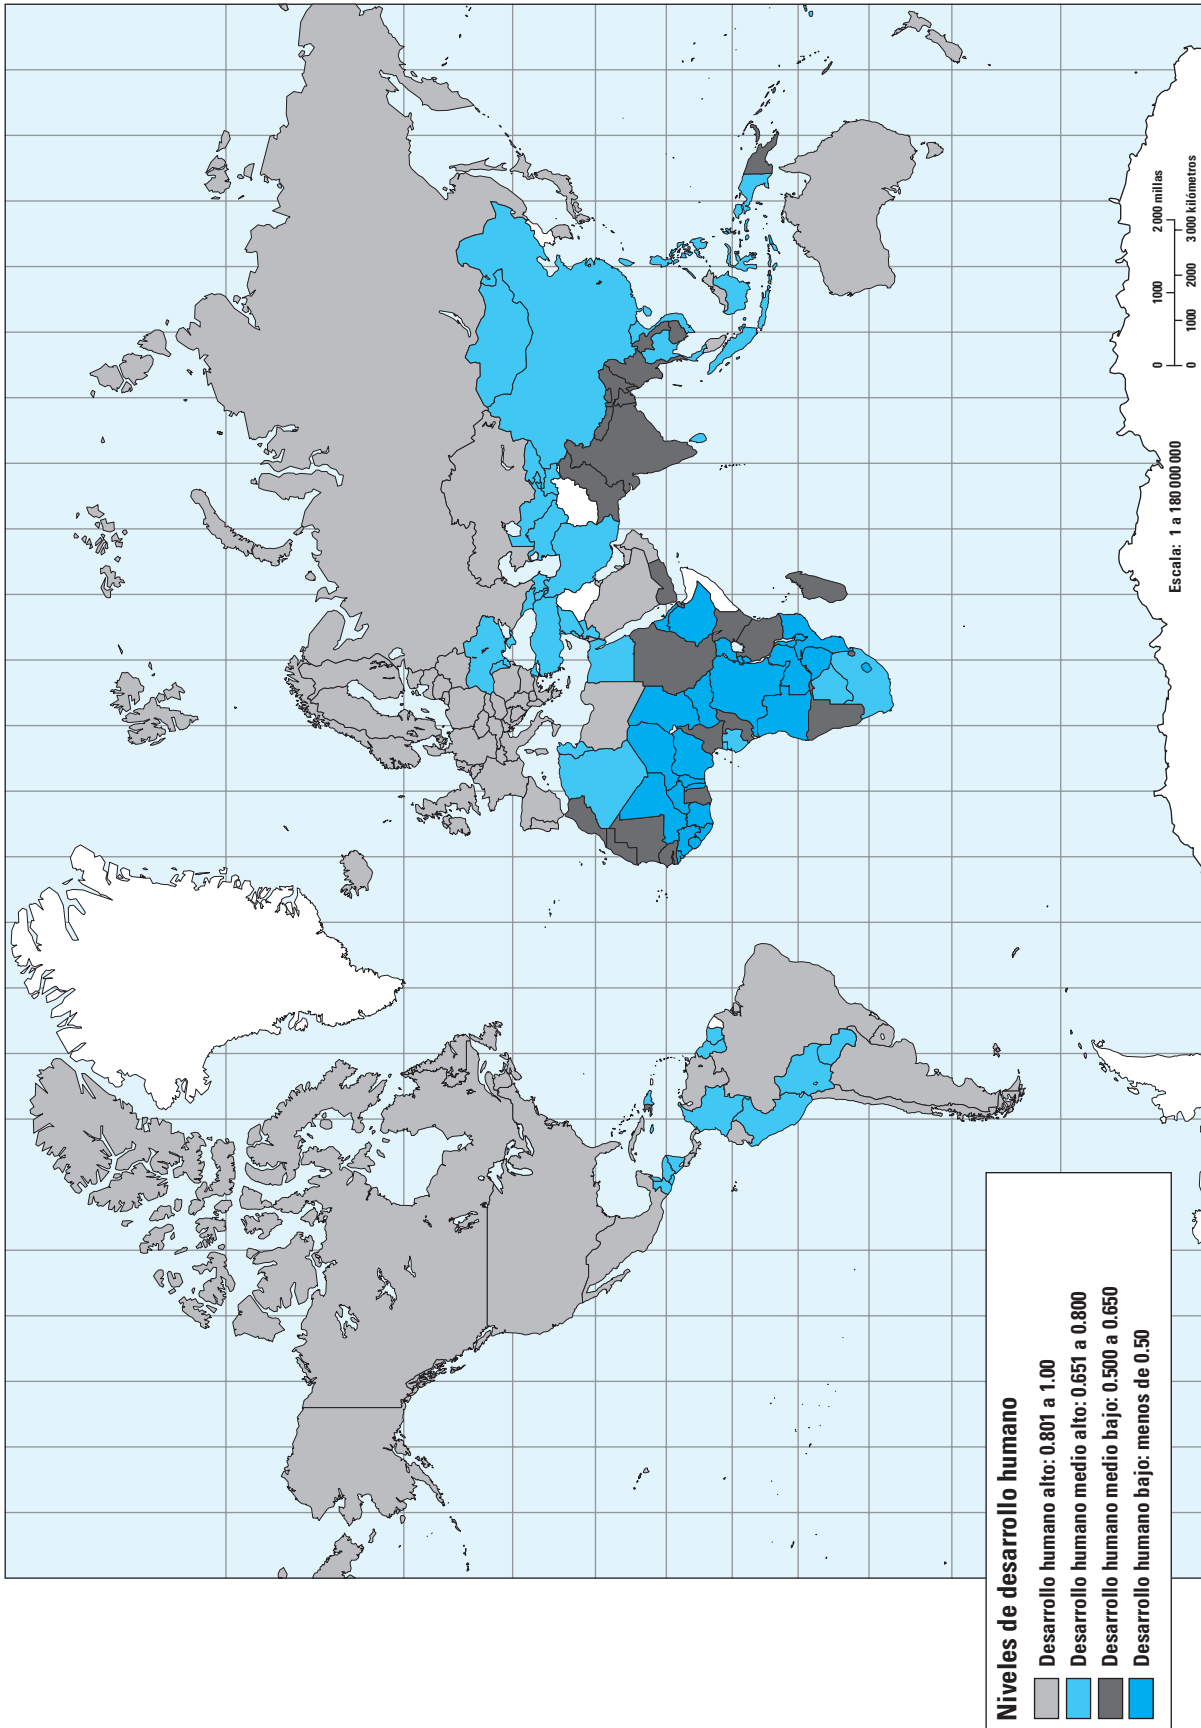 Niveles de desarrollo humano
Desarrollo humano alto: 0.801 a 1.00
Desarrollo humano medio alto: 0.651 a 0.800
Desarrollo humano medio bajo: 0.500 a 0.650
Desarrollo humano bajo: menos de 0.50
Escala: 1 a 180 000 000
0 1000 2000 millas
0 1000 2000 3000 kilómetros